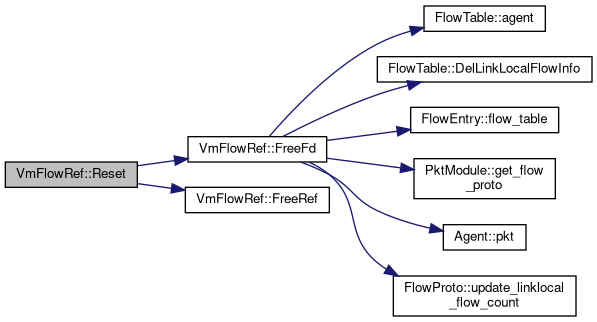 VmFlowRef::Reset
VmFlowRef::FreeFd
VmFlowRef::FreeRef
FlowTable::agent
FlowTable::DelLinkLocalFlowInfo
FlowEntry::flow_table
PktModule::get_flow
_proto
Agent::pkt
FlowProto::update_linklocal
_flow_count